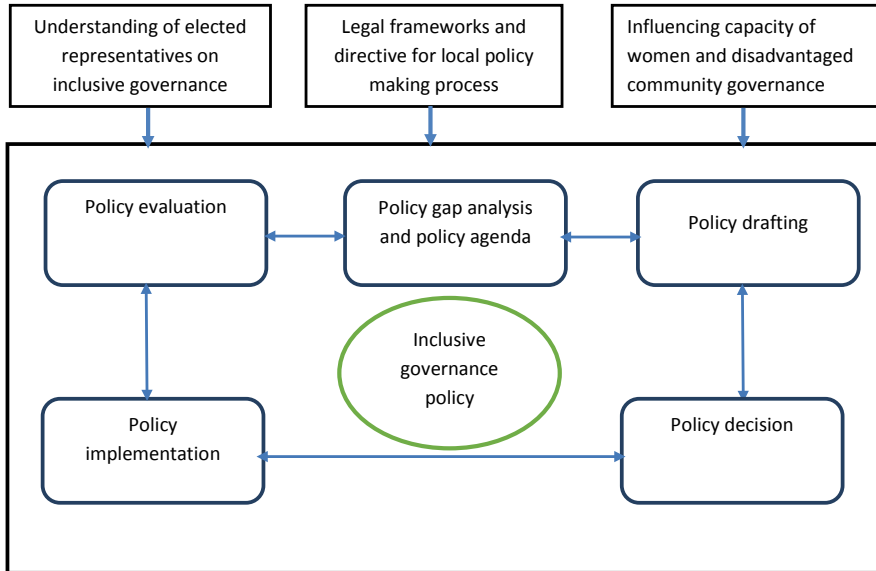 Understanding of elected
representatives on
inclusive governance
Legal frameworks and
directive for local policy
making process
Influencing capacity of
women and disadvantaged
community governance
Policy evaluation
Policy gap analysis
and policy agenda
Policy drafting
Inclusive
governance
policy
Policy
implementation
Policy decision